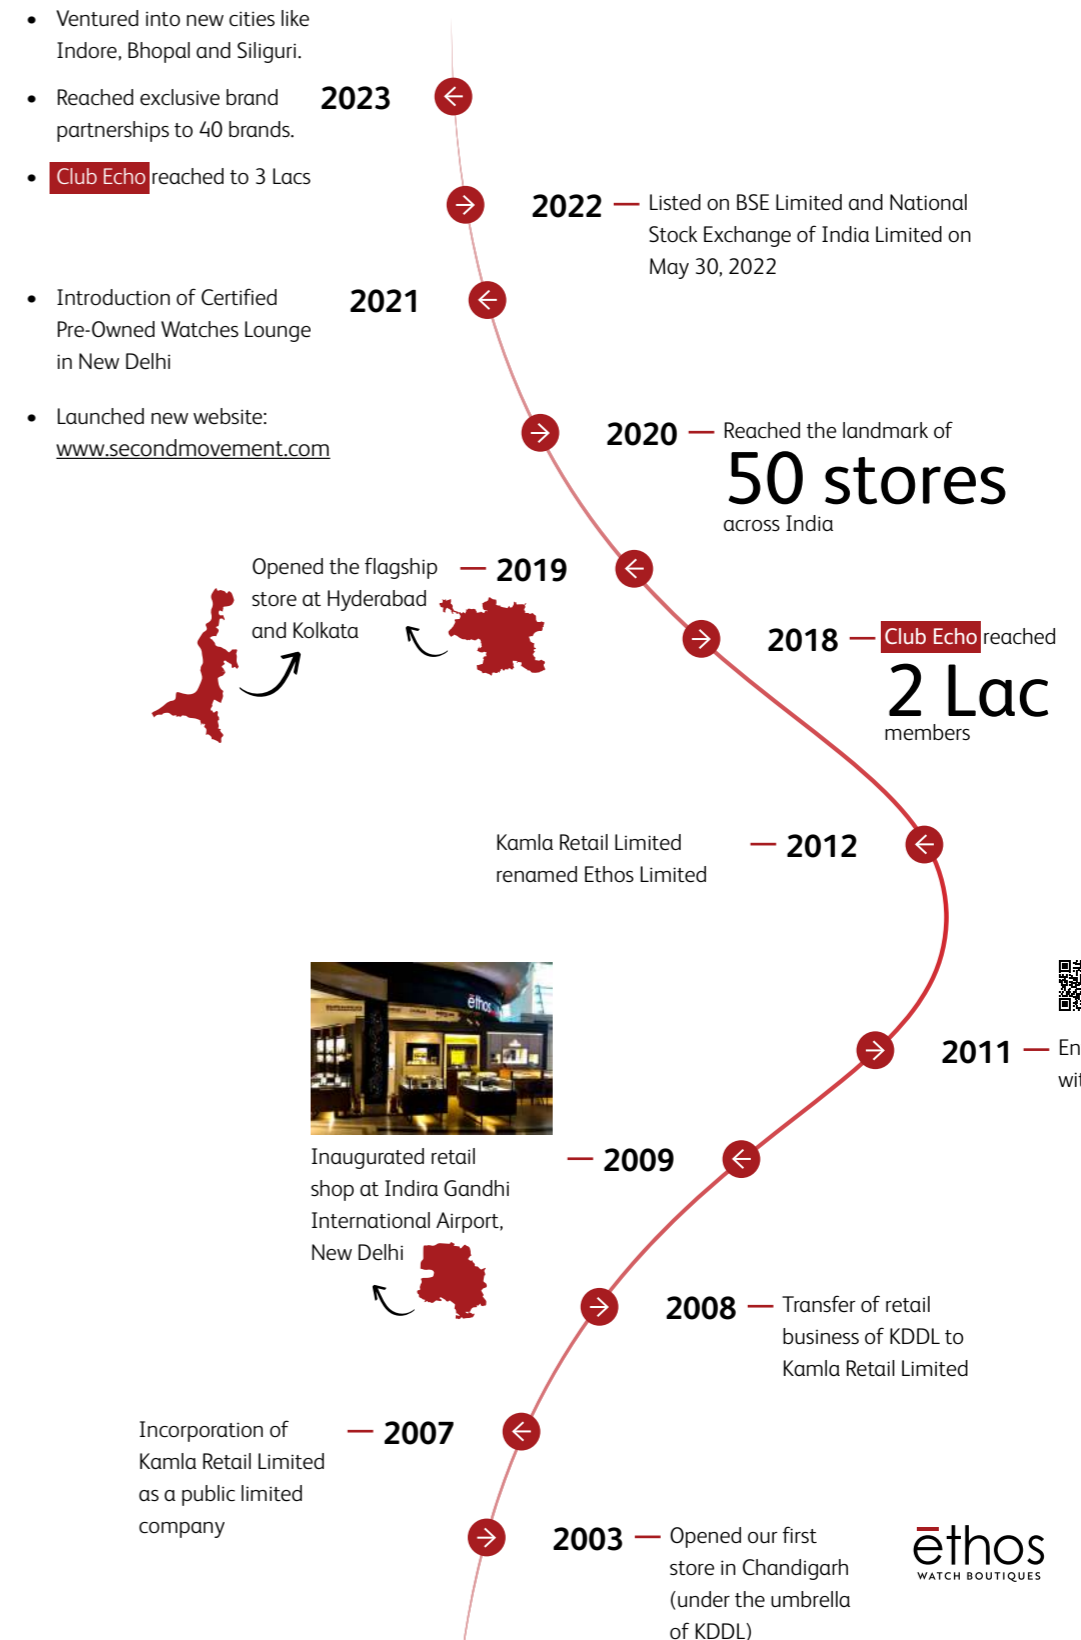 • Ventured into new cities like
Indore, Bhopal and Siliguri.
• Reached exclusive brand
partnerships to 40 brands.
• Club Echo reached to 3 Lacs
2023
2022
Listed on BSE Limited and National
Stock Exchange of India Limited on
May 30, 2022
• Introduction of Certified
Pre-Owned Watches Lounge
in New Delhi
• Launched new website:
www.secondmovement.com
2021
2020
Reached the landmark of
50 stores
across India
Opened the flagship
store at Hyderabad
and Kolkata
2019
2018
Club Echo reached
2 Lac
members
Kamla Retail Limited
renamed Ethos Limited
2012
2011
ēthos
Inaugurated retail
shop at Indira Gandhi
International Airport,
New Delhi
2009
2008
Transfer of retail
business of KDDL to
Kamla Retail Limited
Incorporation of
Kamla Retail Limited
as a public limited
company
2007
2003
Opened our first
store in Chandigarh
(under the umbrella
of KDDL)
ēthos
WATCH BOUTIQUES